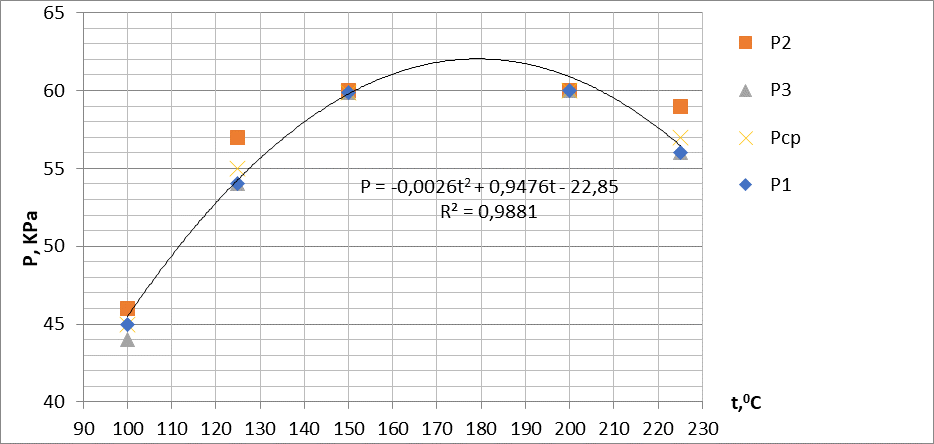 65
60
55
50
45
40
P, KPa
90 100 110 120 130 140 150 160 170 180 190 200 210 220 230
t,⁰C
P = -0,0026t² + 0,9476t - 22,85
R² = 0,9881
P2
P3
Pcp
P1